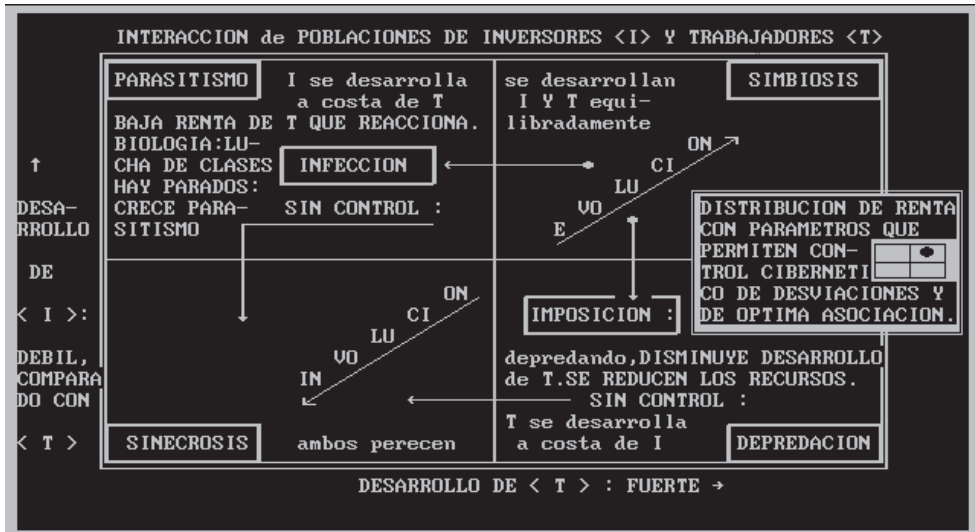 INTERACCION de POBLACIONES DE INVERSORES <I> Y TRABAJADORES <T>
PARASITISMO
I se desarrolla
a costa de T
BAJA RENTA DE T QUE REACCIONA.
BIOLOGIA:LU-
CHA DE CLASES
HAY PARADOS:
CRECE PARA-
SITISMO
INFECCION
SIN CONTROL :
se desarrollan
I Y T equi-
libradamente
SIMBIOSIS
E VO LU CI ON
DISTRIBUCION DE RENTA
CON PARAMETROS QUE
PERMITEN CON-
TROL CIBERNETI
CO DE DESVIACIONES Y
DE OPTIMA ASOCIACION.
↑
DESA-
RROLLO
DE
< I >:
DEBIL,
COMPARA
DO CON
< T >
IN VO LU CI ON
SINECROSIS
ambos perecen
IMPOSICION :
depredando,DISMINUYE DESARROLLO
de T.SE REDUCEN LOS RECURSOS.
SIN CONTROL :
T se desarrolla
a costa de I
DEPREDACION
DESARROLLO DE < T > : FUERTE →